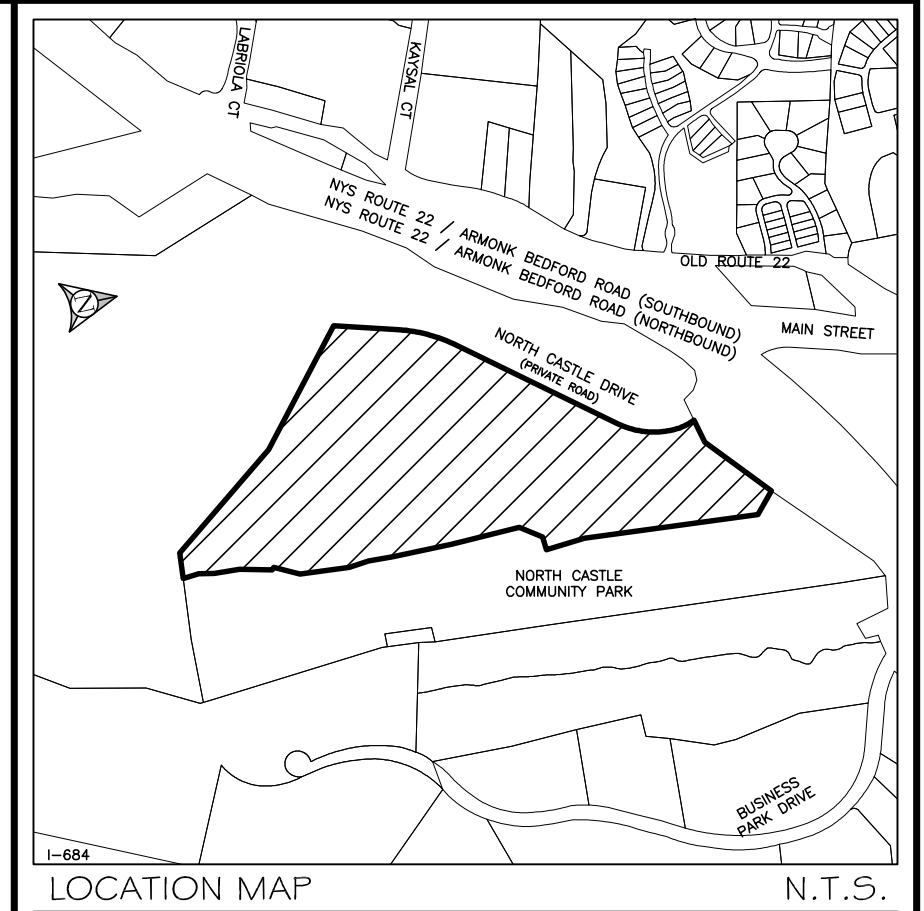 LABRIOLA CT
KAYSAL CT
NYS ROUTE 22 / ARMONK BEDFORD ROAD (SOUTHBOUND)
NYS ROUTE 22 / ARMONK BEDFORD ROAD (NORTHBOUND)
OLD ROUTE 22
MAIN STREET
N
NORTH CASTLE DRIVE
(PRIVATE ROAD)
NORTH CASTLE
COMMUNITY PARK
BUSINESS
PARK DRIVE
I-684
LOCATION MAP N.T.S.